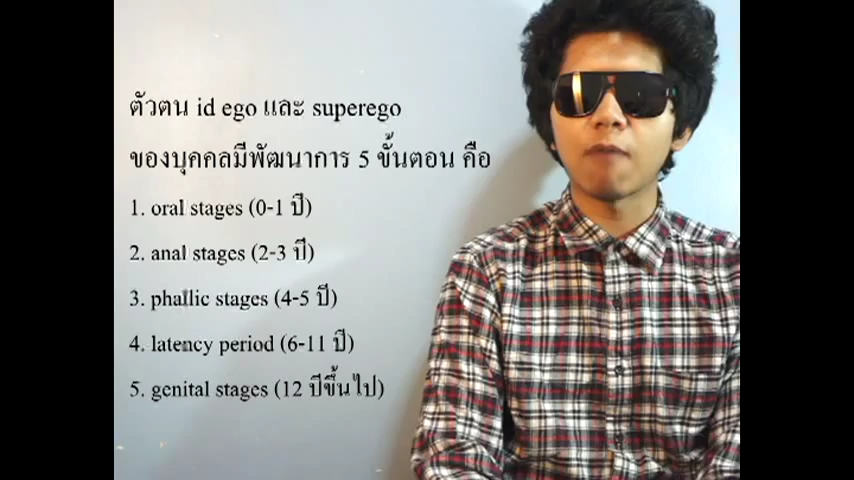 ตัวตน id ego และ superego
ของบุคคลมีพัฒนาการ 5 ขั้นตอน คือ
1. oral stages (0-1 ปี)
2. anal stages (2-3 ปี)
3. phallic stages (4-5 ปี)
4. latency period (6-11 ปี)
5. genital stages (12 ปีขึ้นไป)